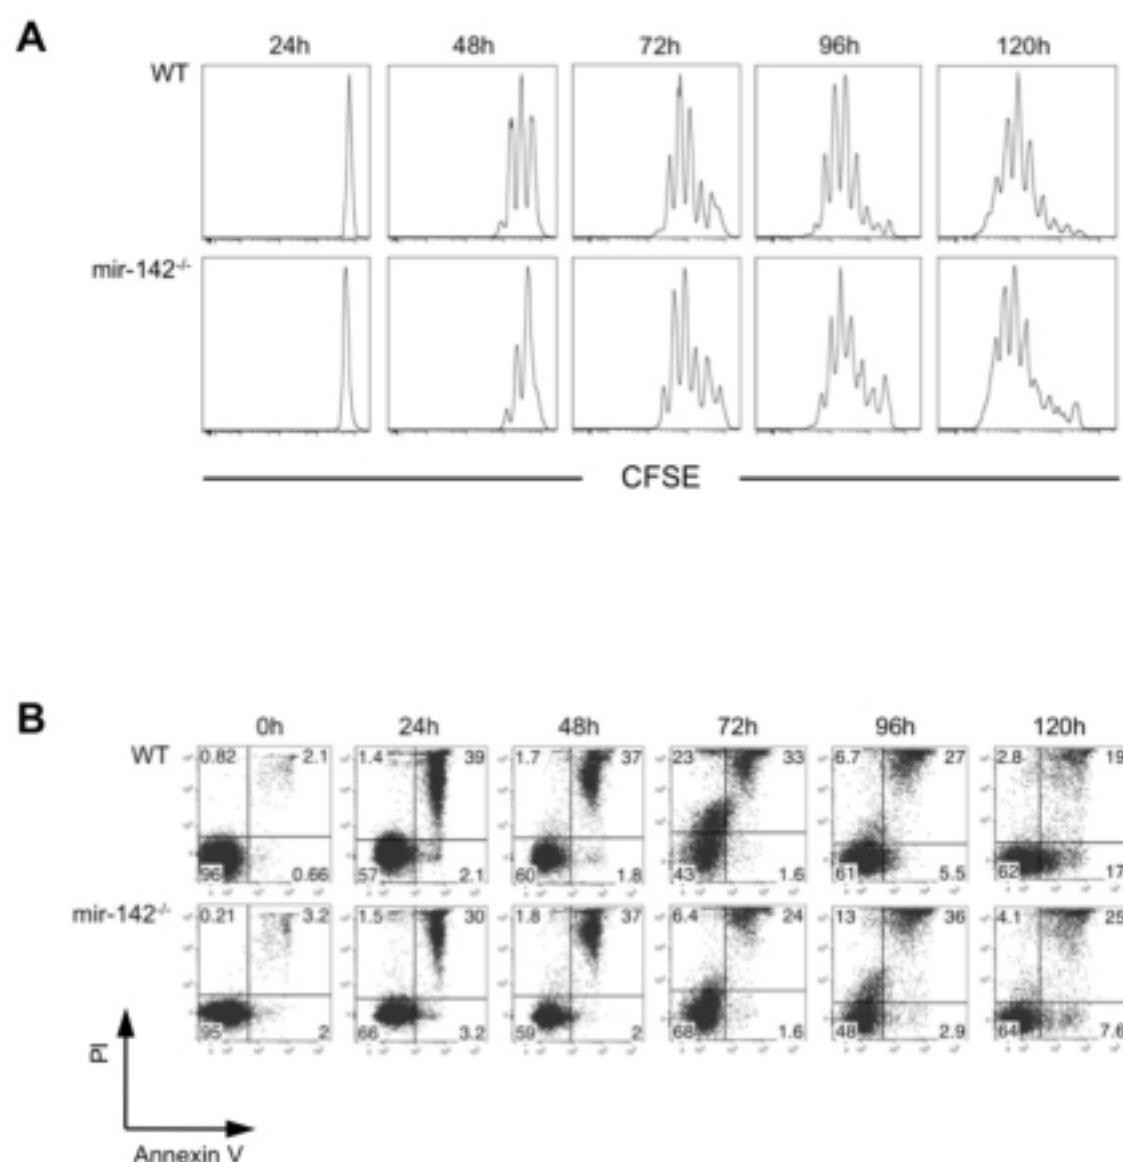 A
24h 48h 72h 96h 120h
WT
mir-142-/-
CFSE
B
0h 24h 48h 72h 96h 120h
WT
0.82 2.1 1.4 39 1.7 37 23 33 6.7 27 2.8 19
96 0.66 57 2.1 60 1.8 43 1.6 61 5.5 62 17
mir-142-/-
0.21 3.2 1.5 30 1.8 37 6.4 24 13 36 4.1 25
95 2 66 3.2 59 2 68 1.6 48 2.9 64 7.6
PI
Annexin V